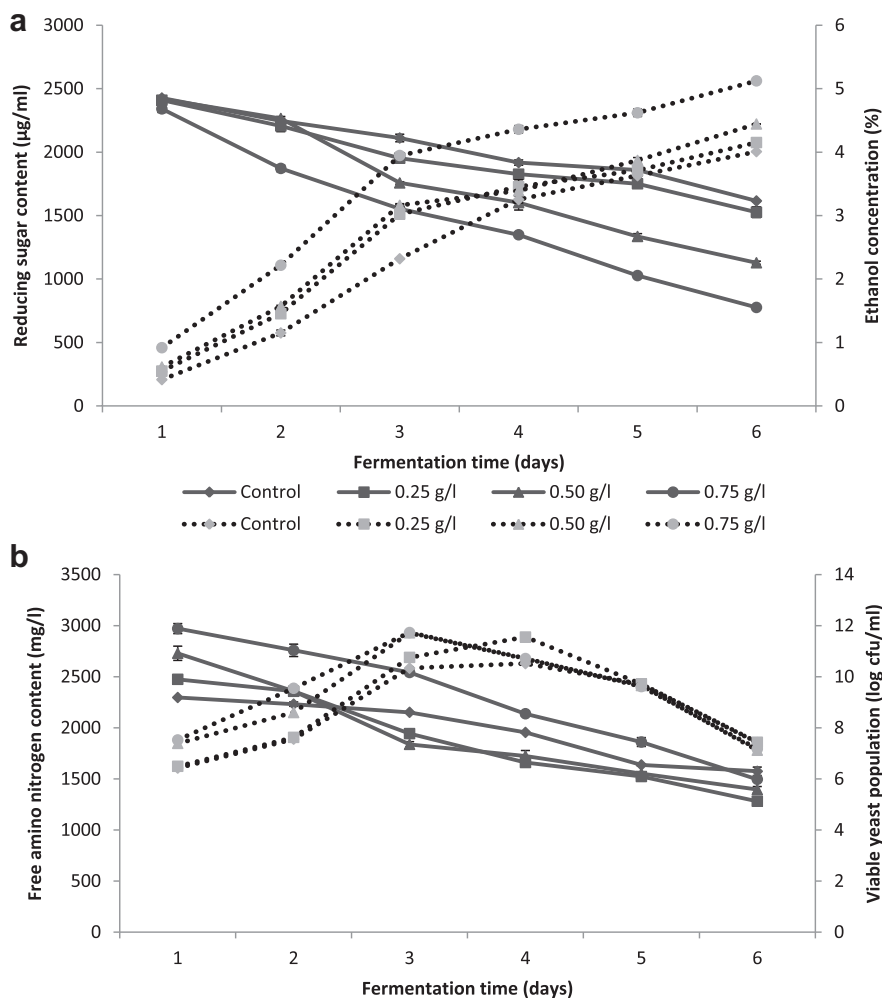 a
3000
2500
2000
1500
1000
500
0
Reducing sugar content (µg/ml)
6
5
4
3
2
1
0
Ethanol concentration (%)
1 2 3 4 5 6
Fermentation time (days)
Control 0.25 g/l 0.50 g/l 0.75 g/l
Control 0.25 g/l 0.50 g/l 0.75 g/l
b
3500
3000
2500
2000
1500
1000
500
0
Free amino nitrogen content (mg/l)
14
12
10
8
6
4
2
0
Viable yeast population (log cfu/ml)
1 2 3 4 5 6
Fermentation time (days)